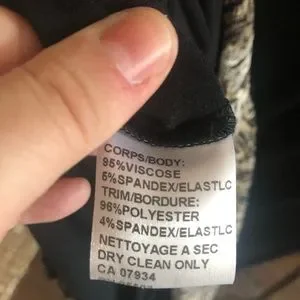 CORPS/BODY:
95%VISCOSE
5%SPANDEX/ELASTLC
TRIM/BORDURE:
96%POLYESTER
4%SPANDEX/ELASTLC
NETTOYAGE A SEC
DRY CLEAN ONLY
CA 07934